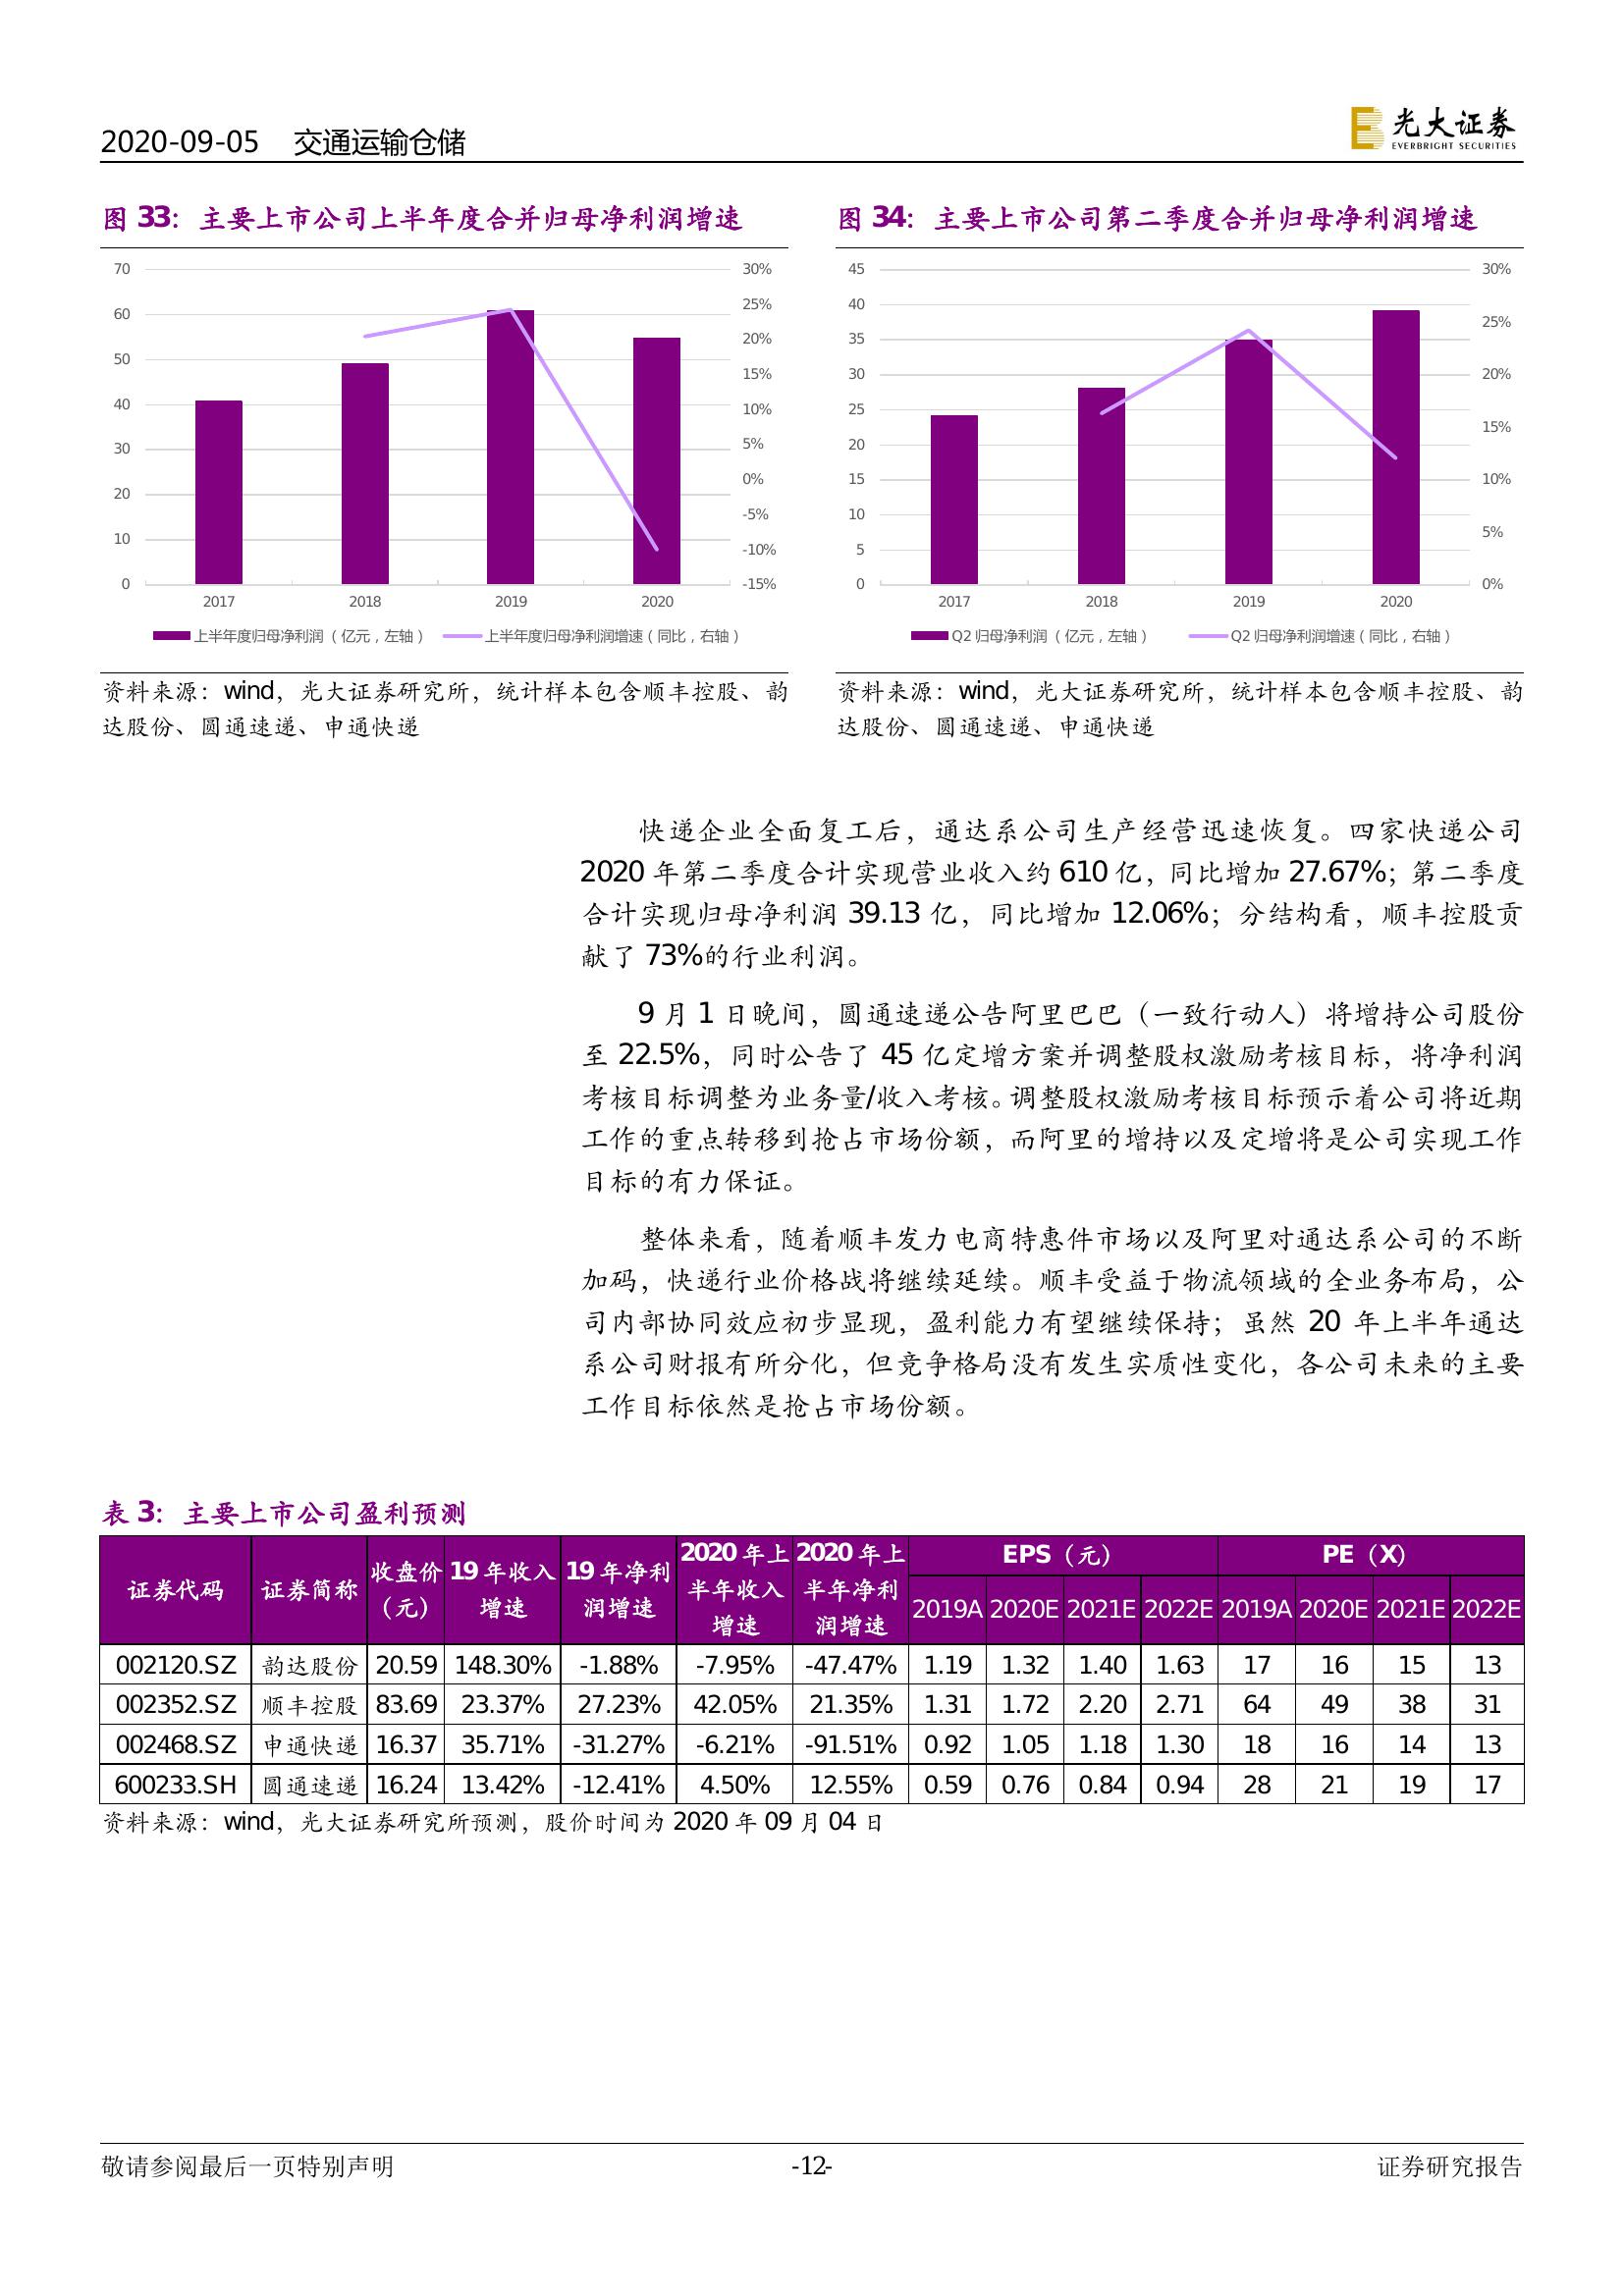 2020-09-05 交通运输仓储
光大证券
EVERBRIGHT SECURITIES
图 33：主要上市公司上半年度合并归母净利润增速
70
60
50
40
30
20
10
0
30%
25%
20%
15%
10%
5%
0%
-5%
-10%
-15%
2017 2018 2019 2020
上半年度归母净利润（亿元，左轴） 上半年度归母净利润增速（同比，右轴）
资料来源：wind，光大证券研究所，统计样本包含顺丰控股、韵
达股份、圆通速递、申通快递
图 34：主要上市公司第二季度合并归母净利润增速
45
40
35
30
25
20
15
10
5
0
30%
25%
20%
15%
10%
5%
0%
2017 2018 2019 2020
Q2 归母净利润（亿元，左轴） Q2 归母净利润增速（同比，右轴）
资料来源：wind，光大证券研究所，统计样本包含顺丰控股、韵
达股份、圆通速递、申通快递
快递企业全面复工后，通达系公司生产经营迅速恢复。四家快递公司
2020 年第二季度合计实现营业收入约 610 亿，同比增加 27.67%；第二季度
合计实现归母净利润 39.13 亿，同比增加 12.06%；分结构看，顺丰控股贡
献了 73%的行业利润。
9 月 1 日晚间，圆通速递公告阿里巴巴（一致行动人）将增持公司股份
至 22.5%，同时公告了 45 亿定增方案并调整股权激励考核目标，将净利润
考核目标调整为业务量/收入考核。调整股权激励考核目标预示着公司将近期
工作的重点转移到抢占市场份额，而阿里的增持以及定增将是公司实现工作
目标的有力保证。
整体来看，随着顺丰发力电商特惠件市场以及阿里对通达系公司的不断
加码，快递行业价格战将继续延续。顺丰受益于物流领域的全业务布局，公
司内部协同效应初步显现，盈利能力有望继续保持；虽然 20 年上半年通达
系公司财报有所分化，但竞争格局没有发生实质性变化，各公司未来的主要
工作目标依然是抢占市场份额。
表 3：主要上市公司盈利预测
证券代码 证券简称 收盘价（元） 19 年收入增速 19 年净利润增速 2020 年上半年收入增速 2020 年上半年净利润增速 EPS（元） PE（X）
2019A 2020E 2021E 2022E 2019A 2020E 2021E 2022E
002120.SZ 韵达股份 20.59 148.30% -1.88% -7.95% -47.47% 1.19 1.32 1.40 1.63 17 16 15 13
002352.SZ 顺丰控股 83.69 23.37% 27.23% 42.05% 21.35% 1.31 1.72 2.20 2.71 64 49 38 31
002468.SZ 申通快递 16.37 35.71% -31.27% -6.21% -91.51% 0.92 1.05 1.18 1.30 18 16 14 13
600233.SH 圆通速递 16.24 13.42% -12.41% 4.50% 12.55% 0.59 0.76 0.84 0.94 28 21 19 17
资料来源：wind，光大证券研究所预测，股价时间为 2020 年 09 月 04 日
敬请参阅最后一页特别声明 -12- 证券研究报告